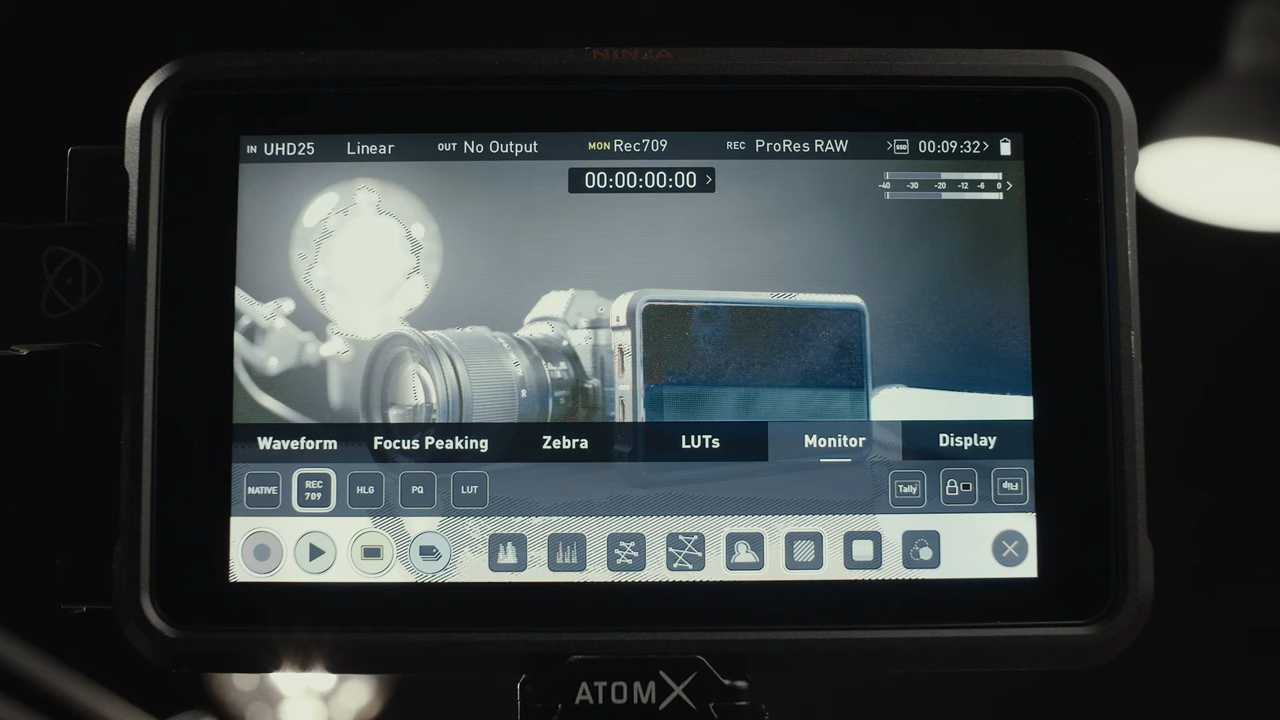 NINJA
IN UHD25 Linear OUT No Output MON Rec709 REC ProRes RAW SSD 00:09:32
00:00:00:00
-40 -30 -20 -12 -6 0
Waveform Focus Peaking Zebra LUTs Monitor Display
NATIVE REC 709 HLG PQ LUT Tally Flip
ATOMX